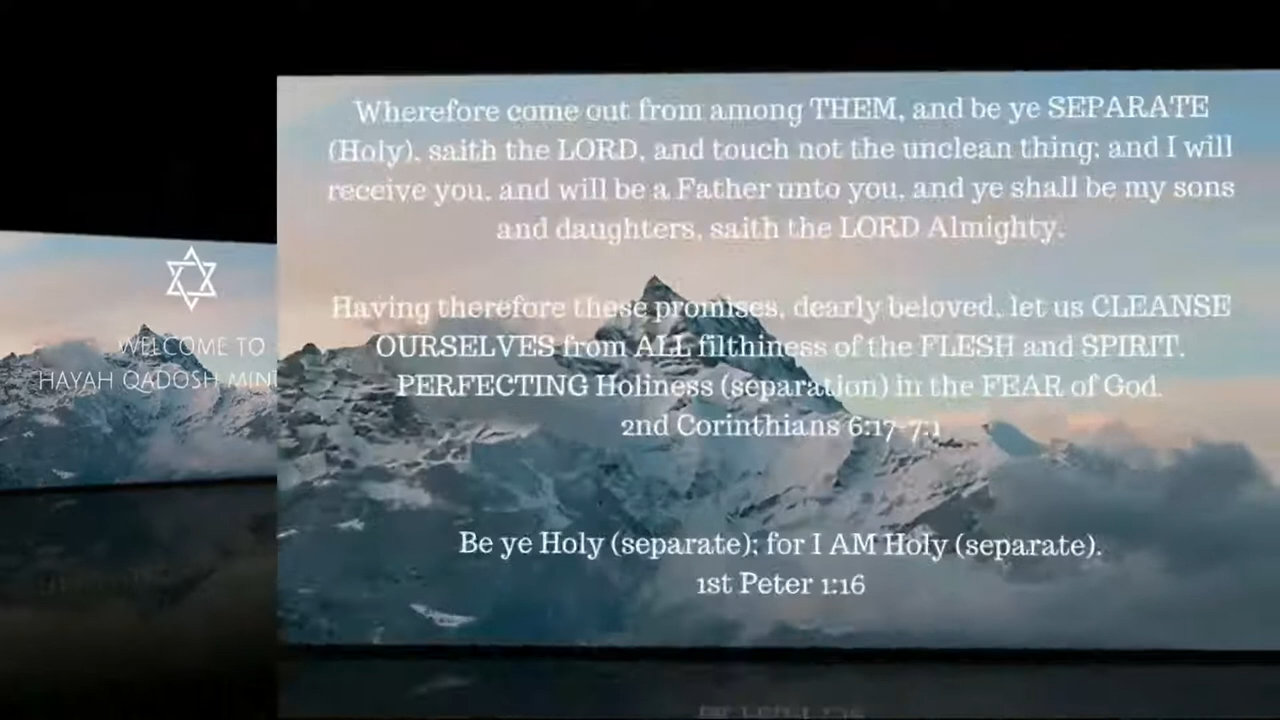 WELCOME TO
HAYAH QADOSH
Wherefore come out from among THEM, and be ye SEPARATE
(Holy), saith the LORD, and touch not the unclean thing; and I will
receive you, and will be a Father unto you, and ye shall be my sons
and daughters, saith the LORD Almighty.
Having therefore these promises, dearly beloved, let us CLEANSE
OURSELVES from ALL filthiness of the FLESH and SPIRIT,
PERFECTING Holiness (separation) in the FEAR of God.
2nd Corinthians 6:17-7:1
Be ye Holy (separate); for I AM Holy (separate).
1st Peter 1:16